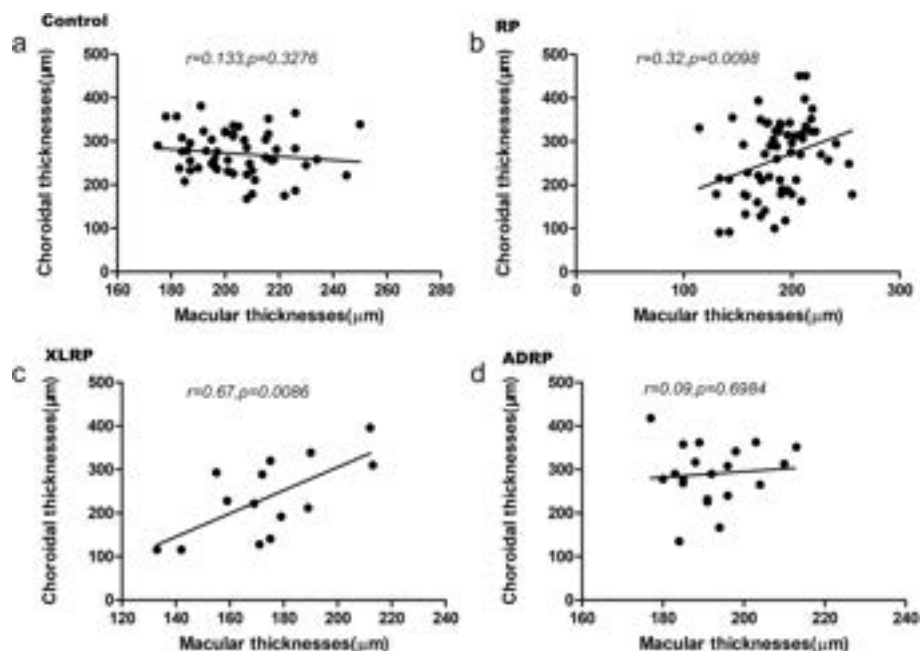 a
Control
r=0.133,p=0.3276
Choroidal thicknesses(μm)
500
400
300
200
100
0
160 180 200 220 240 260 280
Macular thicknesses(μm)
b
RP
r=0.32,p=0.0098
Choroidal thicknesses(μm)
500
400
300
200
100
0
0 100 200 300
Macular thicknesses(μm)
c
XLRP
r=0.67,p=0.0086
Choroidal thicknesses(μm)
500
400
300
200
100
0
120 140 160 180 200 220 240
Macular thicknesses(μm)
d
ADRP
r=0.09,p=0.6984
Choroidal thicknesses(μm)
500
400
300
200
100
0
160 180 200 220 240
Macular thicknesses(μm)